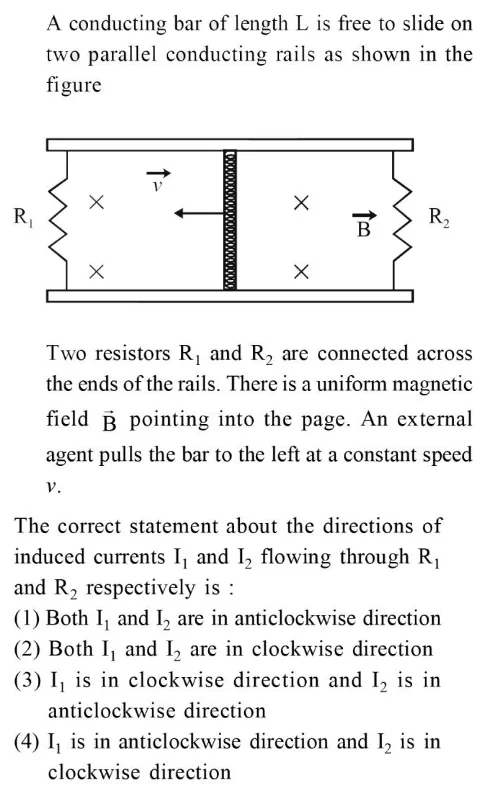 A conducting bar of length L is free to slide on
two parallel conducting rails as shown in the
figure
R₁
v
B
R₂
Two resistors R₁ and R₂ are connected across
the ends of the rails. There is a uniform magnetic
field B⃗ pointing into the page. An external
agent pulls the bar to the left at a constant speed
v.
The correct statement about the directions of
induced currents I₁ and I₂ flowing through R₁
and R₂ respectively is :
(1) Both I₁ and I₂ are in anticlockwise direction
(2) Both I₁ and I₂ are in clockwise direction
(3) I₁ is in clockwise direction and I₂ is in
anticlockwise direction
(4) I₁ is in anticlockwise direction and I₂ is in
clockwise direction